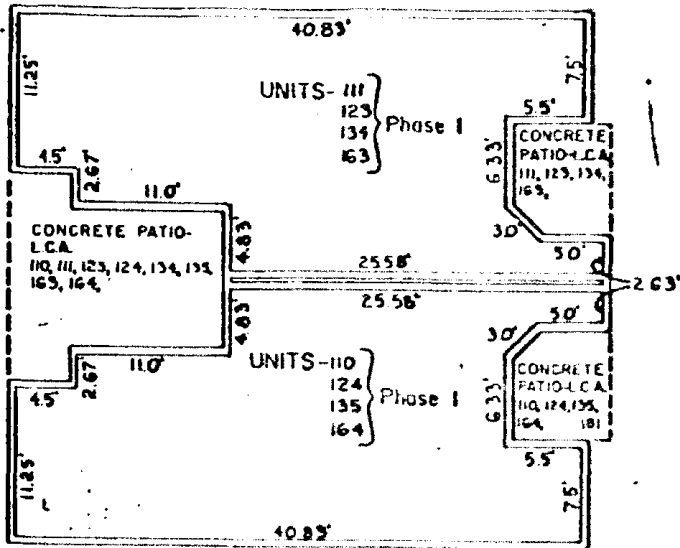 40.83'
11.25'
7.5'
UNITS- 111
123
134
163
Phase 1
5.5'
CONCRETE
PATIO-L.C.A.
111, 123, 134,
163,
6.33'
4.5'
2.67'
11.0'
3.0'
5.0'
CONCRETE PATIO-
L.C.A.
110, 111, 123, 124, 134, 135,
163, 164,
4.83'
25.58'
2.63'
25.58'
4.83'
5.0'
3.0'
11.0'
2.67'
4.5'
UNITS-110
124
135
164
Phase 1
6.33'
CONCRETE
PATIO-L.C.A.
110, 124, 135,
164, 181
5.5'
11.25'
7.5'
40.83'